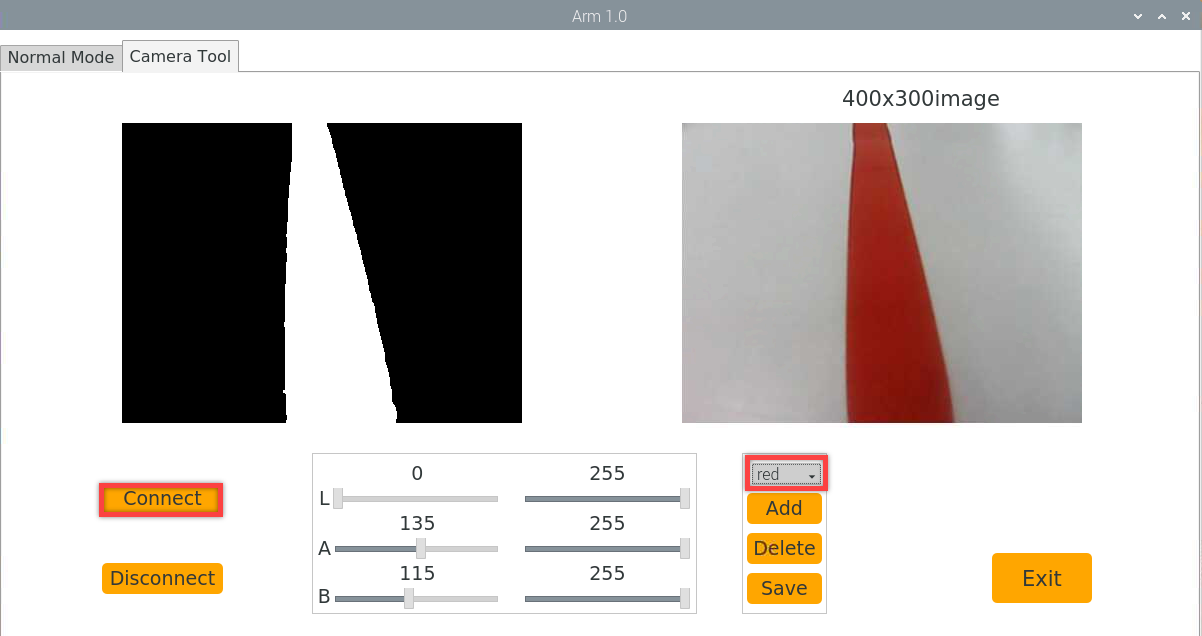 Arm 1.0
Normal Mode
Camera Tool
400x300image
Connect
Disconnect
0 255
L
135 255
A
115 255
B
red
Add
Delete
Save
Exit